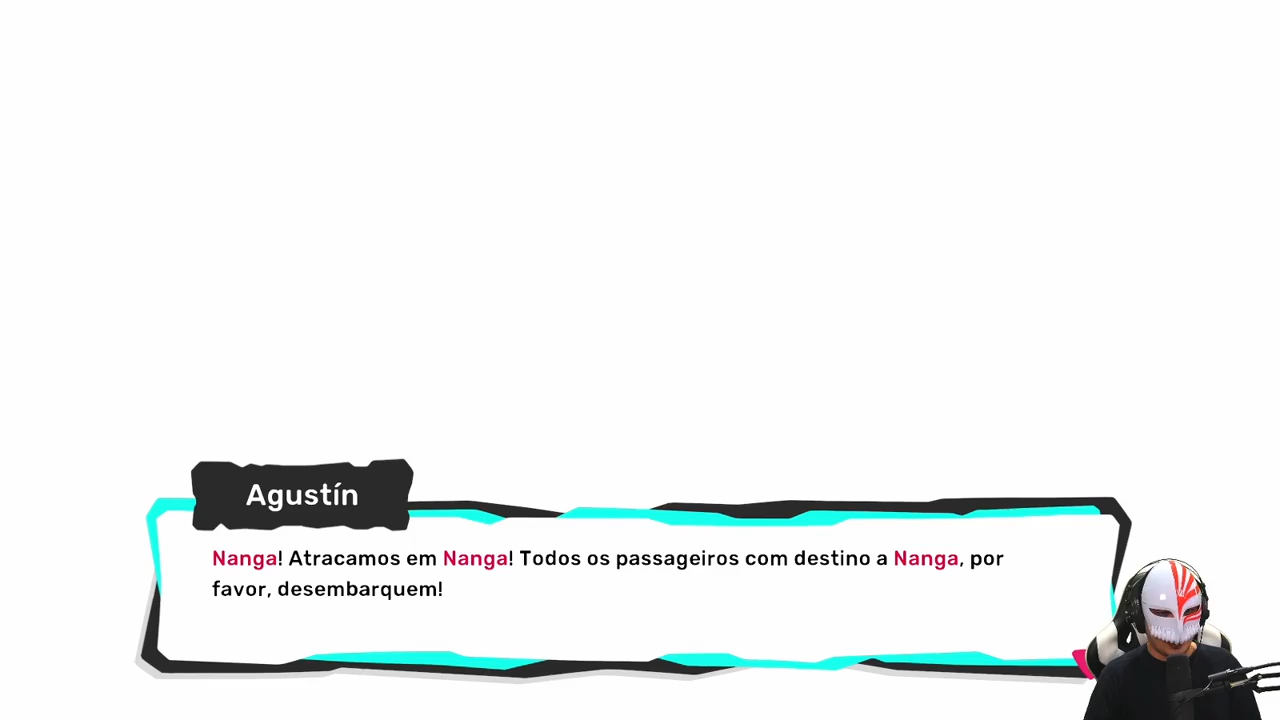 Agustín
Nanga! Atracamos em Nanga! Todos os passageiros com destino a Nanga, por
favor, desembarquem!